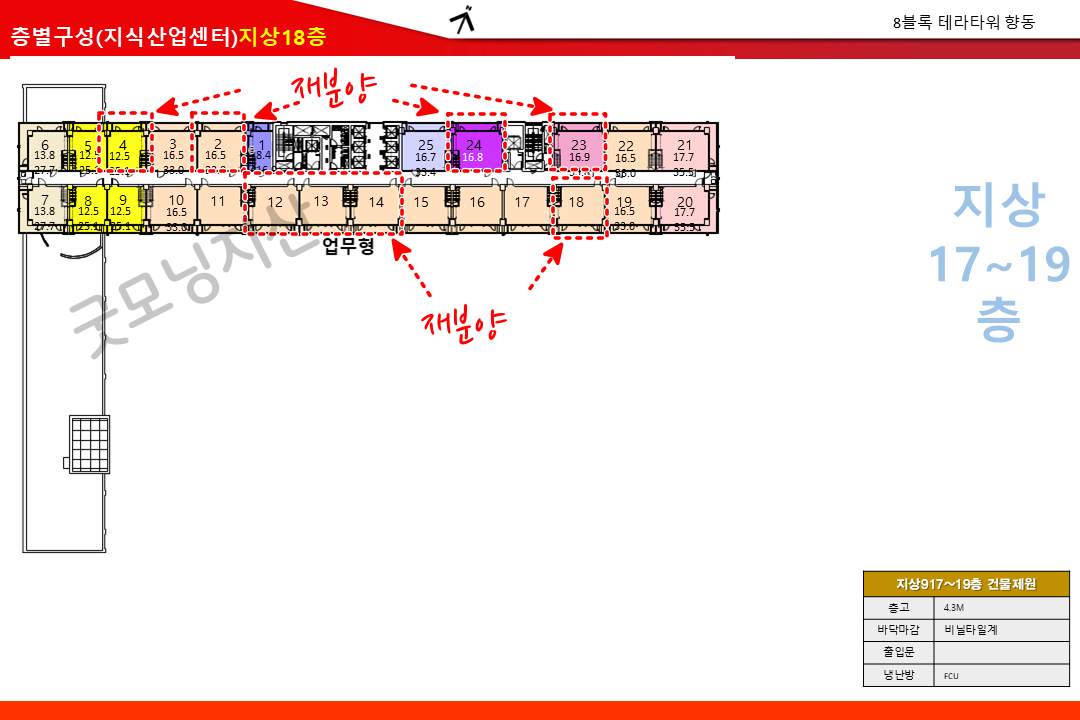 층별구성(지식산업센터)지상18층
8블록 테라타워 향동
재분양
6 5 4 3 2 1 25 24 23 22 21
13.8 12.5 12.5 16.5 16.5 8.4 16.7 16.8 16.9 16.5 17.7
27.7 25.1 25.1 33.0 33.4 33.0 35.5
7 8 9 10 11 12 13 14 15 16 17 18 19 20
13.8 12.5 12.5 16.5 16.5 17.7
27.7 25.1 25.1 33.0 33.0 35.5
업무형
굿모닝자산
재분양
지상
17~19
층
지상917~19층 건물제원
층고 4.3M
바닥마감 비닐타일계
출입문
냉난방 FCU